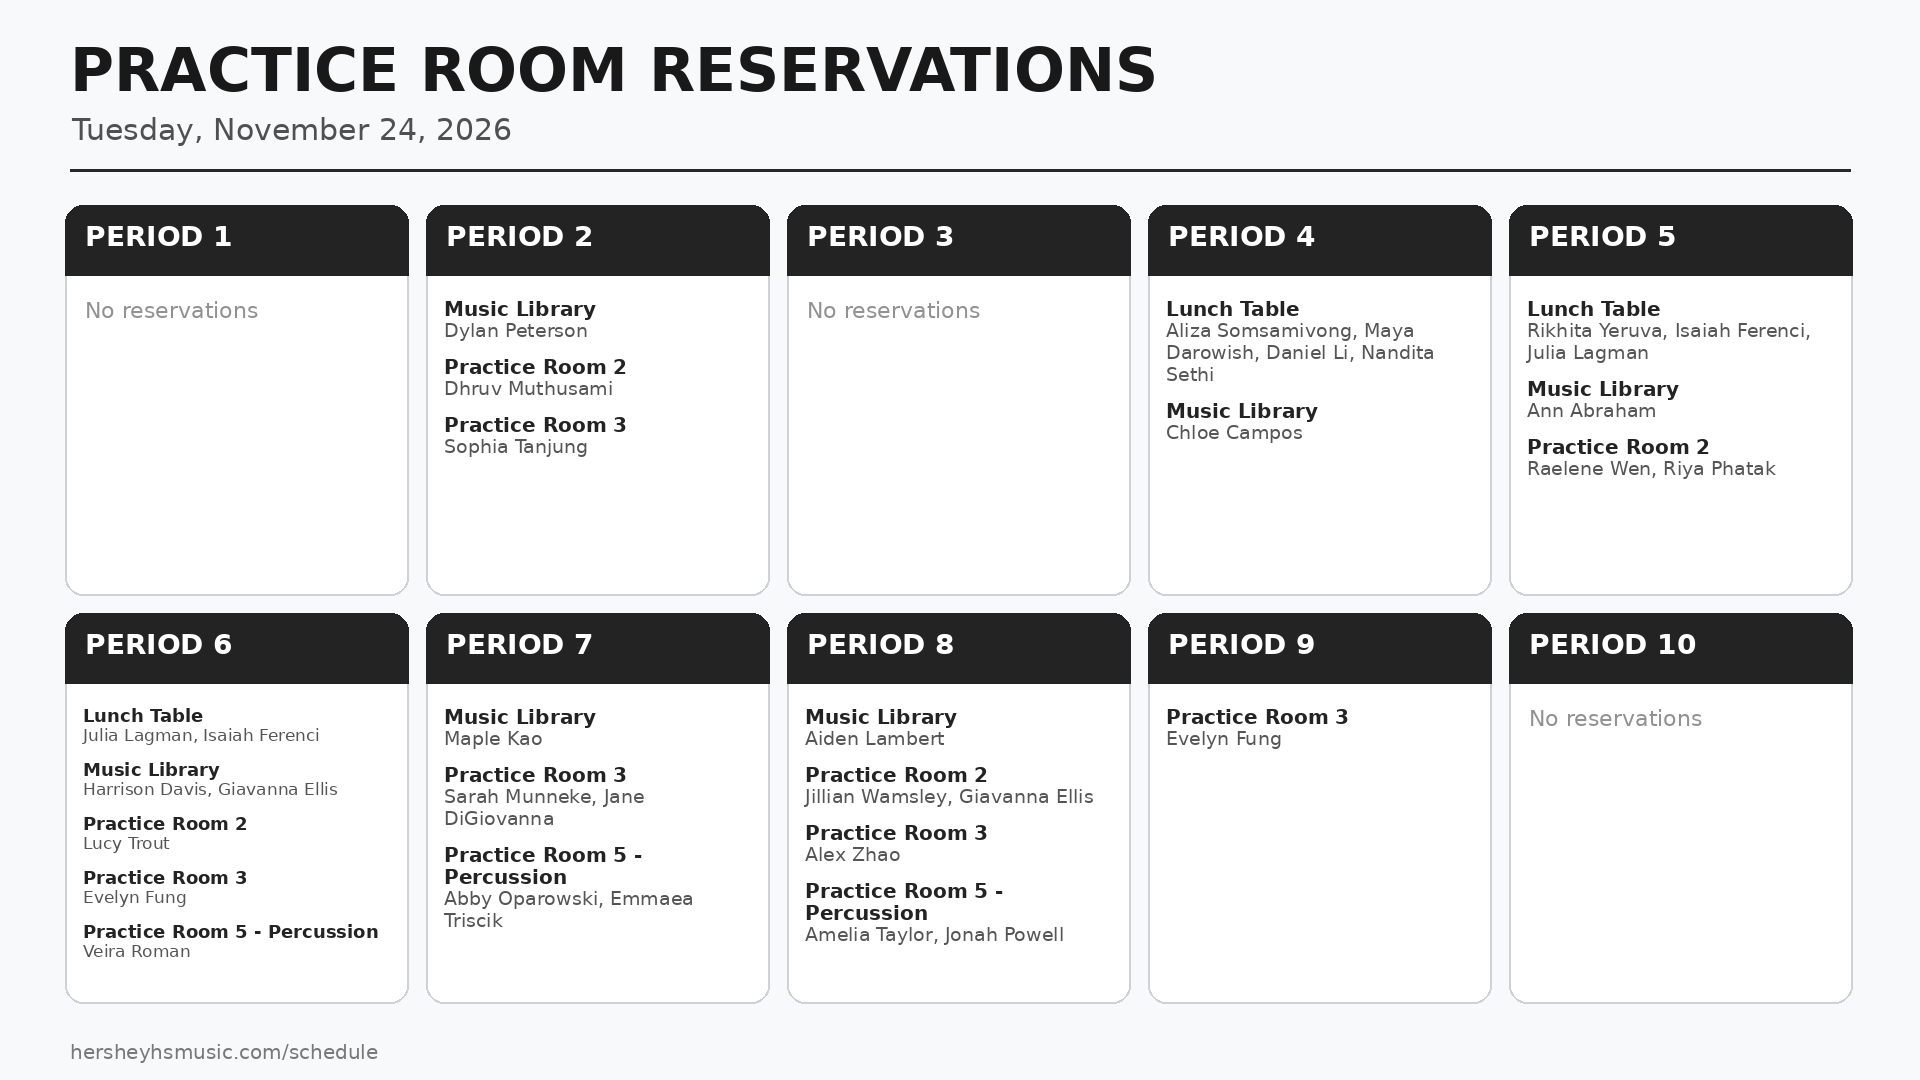 PRACTICE ROOM RESERVATIONS
Tuesday, November 24, 2026
PERIOD 1
No reservations
PERIOD 2
Music Library
Dylan Peterson
Practice Room 2
Dhruv Muthusami
Practice Room 3
Sophia Tanjung
PERIOD 3
No reservations
PERIOD 4
Lunch Table
Aliza Somsamivong, Maya
Darowish, Daniel Li, Nandita
Sethi
Music Library
Chloe Campos
PERIOD 5
Lunch Table
Rikhita Yeruva, Isaiah Ferenci,
Julia Lagman
Music Library
Ann Abraham
Practice Room 2
Raelene Wen, Riya Phatak
PERIOD 6
Lunch Table
Julia Lagman, Isaiah Ferenci
Music Library
Harrison Davis, Giavanna Ellis
Practice Room 2
Lucy Trout
Practice Room 3
Evelyn Fung
Practice Room 5 - Percussion
Veira Roman
PERIOD 7
Music Library
Maple Kao
Practice Room 3
Sarah Munneke, Jane
DiGiovanna
Practice Room 5 -
Percussion
Abby Oparowski, Emmaea
Triscik
PERIOD 8
Music Library
Aiden Lambert
Practice Room 2
Jillian Wamsley, Giavanna Ellis
Practice Room 3
Alex Zhao
Practice Room 5 -
Percussion
Amelia Taylor, Jonah Powell
PERIOD 9
Practice Room 3
Evelyn Fung
PERIOD 10
No reservations
hersheyhsmusic.com/schedule